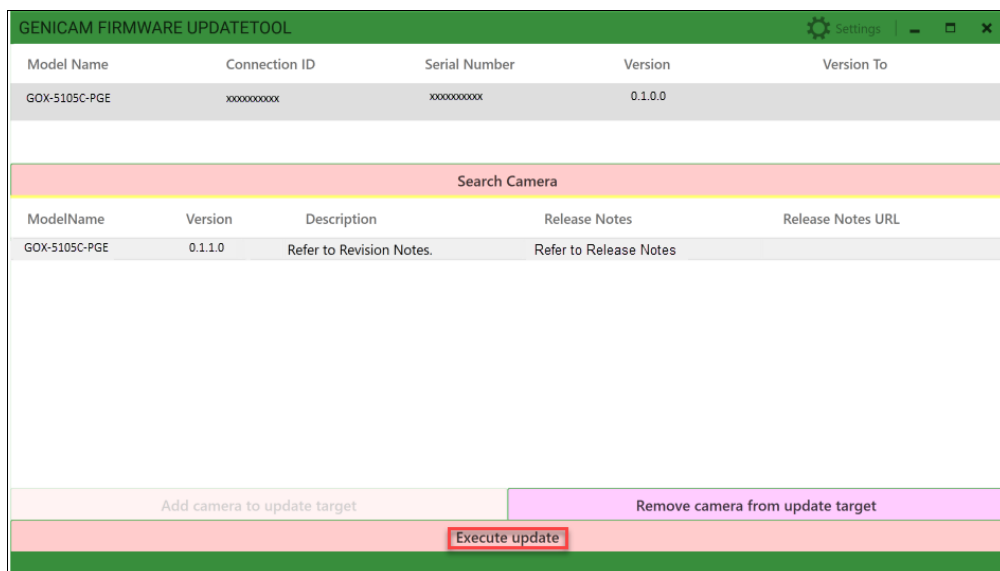 GENICAM FIRMWARE UPDATETOOL Settings
Model Name Connection ID Serial Number Version Version To
GOX-5105C-PGE xxxxxxxxxx xxxxxxxxxx 0.1.0.0
Search Camera
ModelName Version Description Release Notes Release Notes URL
GOX-5105C-PGE 0.1.1.0 Refer to Revision Notes. Refer to Release Notes
Add camera to update target Remove camera from update target
Execute update